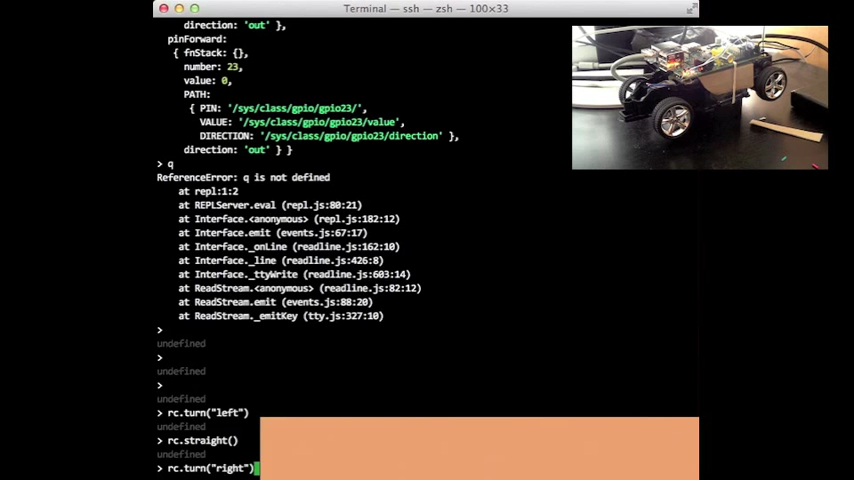 Terminal — ssh — zsh — 100×33
direction: 'out' },
pinForward:
{ fnStack: {},
number: 23,
value: 0,
PATH:
{ PIN: '/sys/class/gpio/gpio23/',
VALUE: '/sys/class/gpio/gpio23/value',
DIRECTION: '/sys/class/gpio/gpio23/direction' },
direction: 'out' } }
> q
ReferenceError: q is not defined
at repl:1:2
at REPLServer.eval (repl.js:80:21)
at Interface.<anonymous> (repl.js:182:12)
at Interface.emit (events.js:67:17)
at Interface._onLine (readline.js:162:10)
at Interface._line (readline.js:426:8)
at Interface._ttyWrite (readline.js:603:14)
at ReadStream.<anonymous> (readline.js:82:12)
at ReadStream.emit (events.js:88:20)
at ReadStream._emitKey (tty.js:327:10)
>
undefined
>
undefined
>
undefined
> rc.turn("left")
undefined
> rc.straight()
undefined
> rc.turn("right")